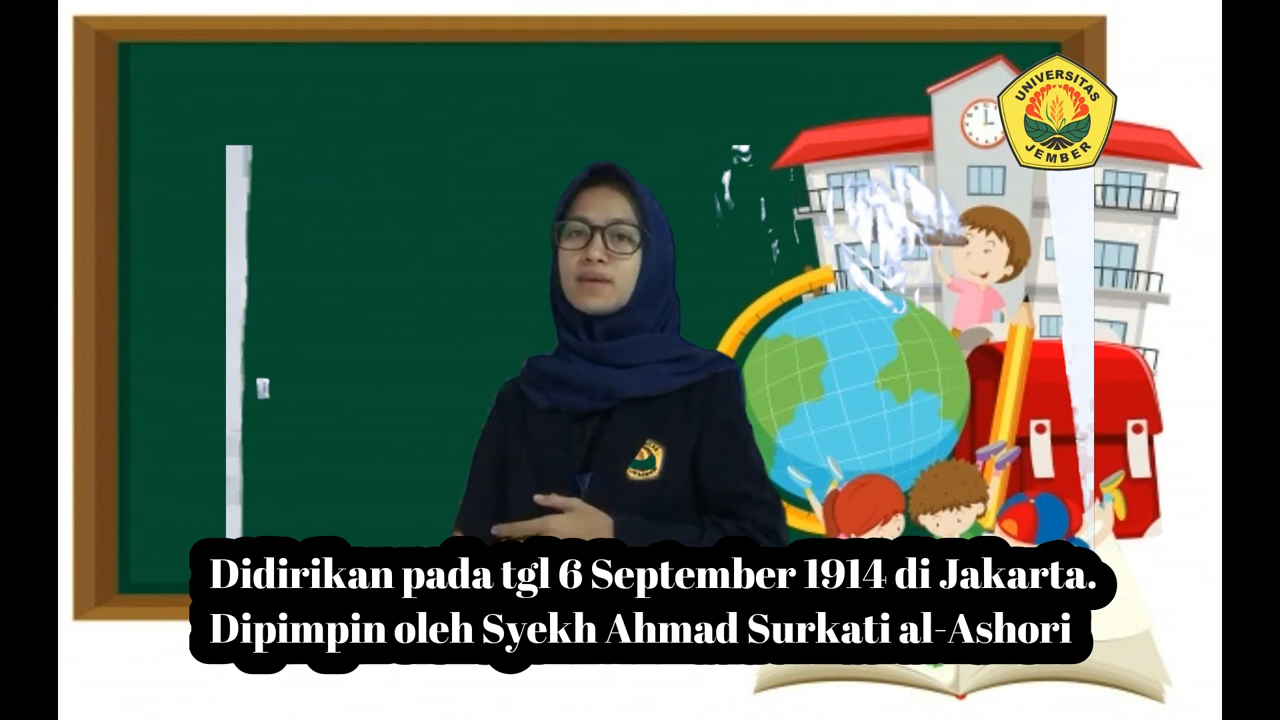 UNIVERSITAS
JEMBER
Didirikan pada tgl 6 September 1914 di Jakarta.
Dipimpin oleh Syekh Ahmad Surkati al-Ashori